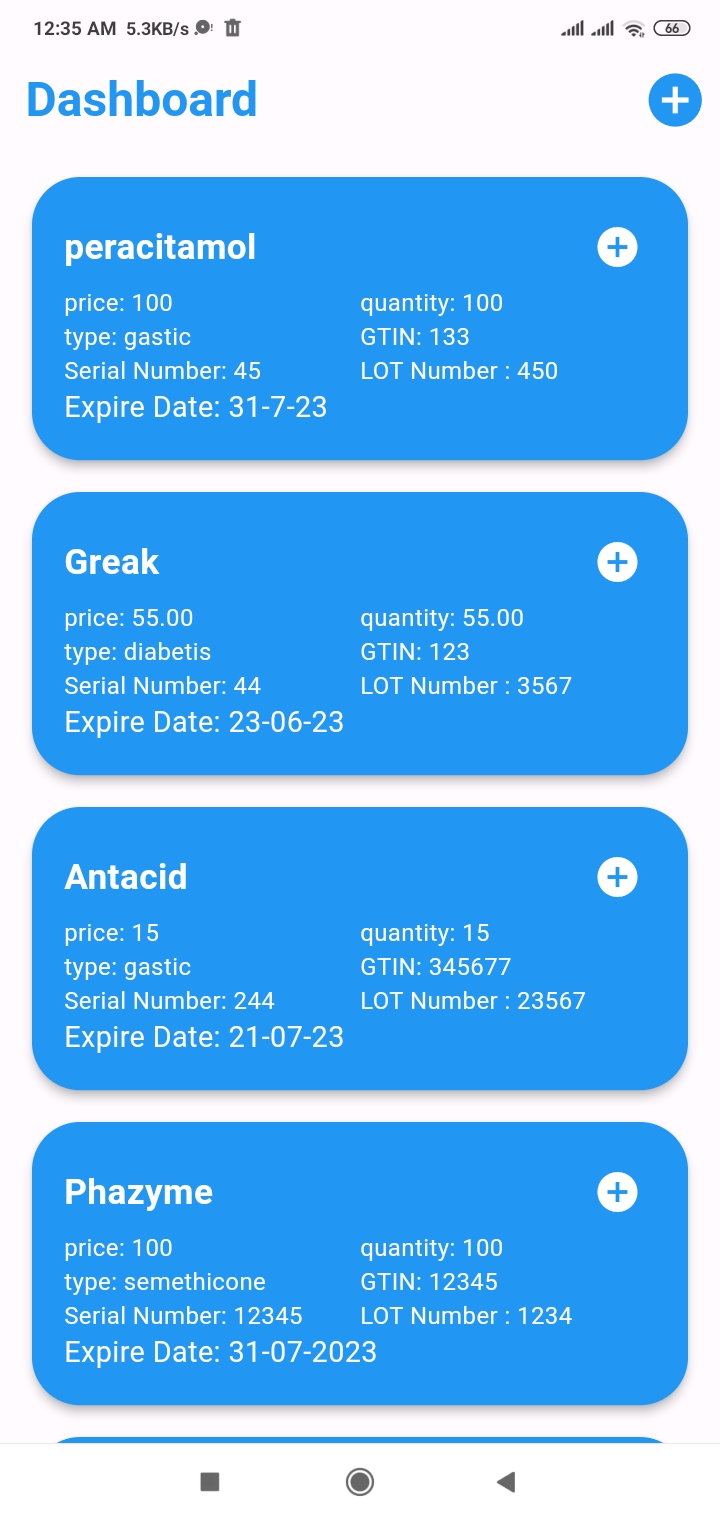 12:35 AM 5.3KB/s 66
Dashboard
peracitamol
price: 100 quantity: 100
type: gastic GTIN: 133
Serial Number: 45 LOT Number : 450
Expire Date: 31-7-23
Greak
price: 55.00 quantity: 55.00
type: diabetis GTIN: 123
Serial Number: 44 LOT Number : 3567
Expire Date: 23-06-23
Antacid
price: 15 quantity: 15
type: gastic GTIN: 345677
Serial Number: 244 LOT Number : 23567
Expire Date: 21-07-23
Phazyme
price: 100 quantity: 100
type: semethicone GTIN: 12345
Serial Number: 12345 LOT Number : 1234
Expire Date: 31-07-2023